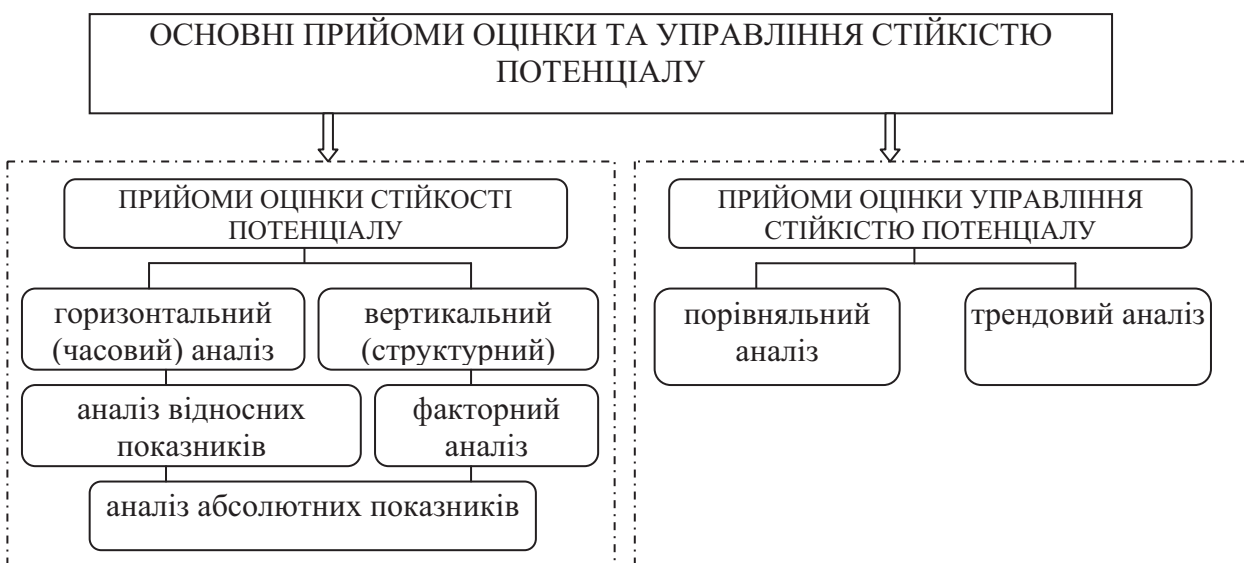 ОСНОВНІ ПРИЙОМИ ОЦІНКИ ТА УПРАВЛІННЯ СТІЙКІСТЮ
ПОТЕНЦІАЛУ
ПРИЙОМИ ОЦІНКИ СТІЙКОСТІ
ПОТЕНЦІАЛУ
горизонтальний
(часовий) аналіз
вертикальний
(структурний)
аналіз відносних
показників
факторний
аналіз
аналіз абсолютних показників
ПРИЙОМИ ОЦІНКИ УПРАВЛІННЯ
СТІЙКІСТЮ ПОТЕНЦІАЛУ
порівняльний
аналіз
трендовий аналіз